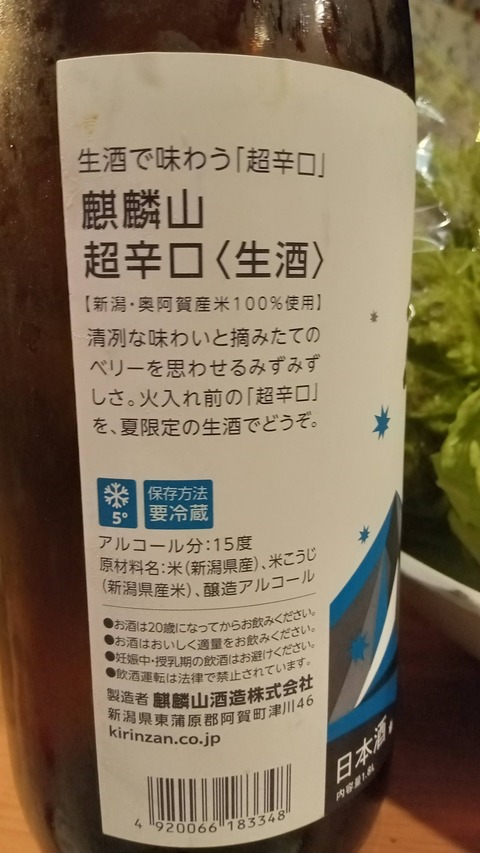 生酒で味わう「超辛口」
麒麟山
超辛口〈生酒〉
【新潟・奥阿賀産米100%使用】
清冽な味わいと摘みたての
ベリーを思わせるみずみず
しさ。火入れ前の「超辛口」
を、夏限定の生酒でどうぞ。
5°
保存方法
要冷蔵
アルコール分：15度
原材料名：米(新潟県産)、米こうじ
(新潟県産米)、醸造アルコール
●お酒は20歳になってからお飲みください。
●お酒はおいしく適量をお飲みください。
●妊娠中・授乳期の飲酒はお避けください。
●飲酒運転は法律で禁止されています。
製造者 麒麟山酒造株式会社
新潟県東蒲原郡阿賀町津川46
kirinzan.co.jp
4 920066 183348
日本酒
内容量1.8L